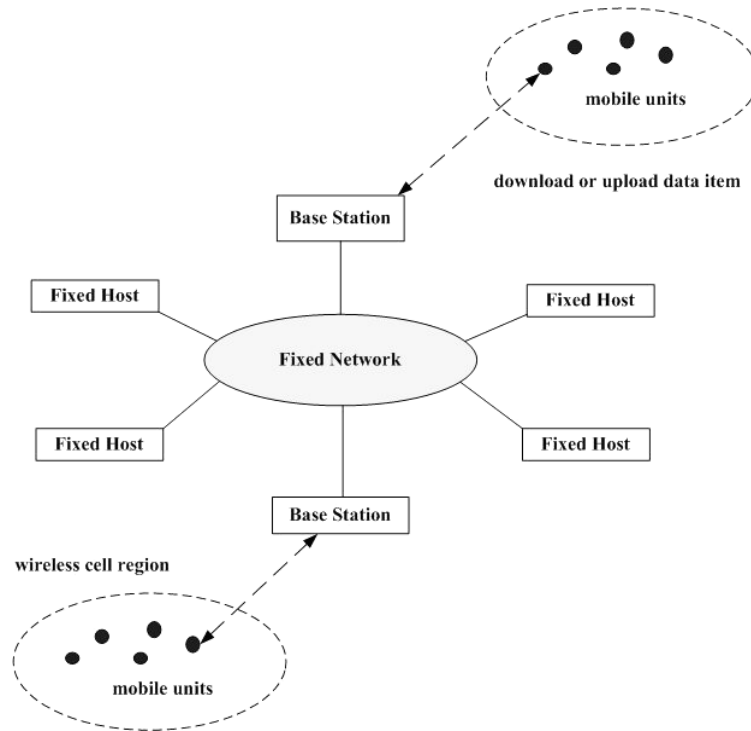 mobile units
download or upload data item
Base Station
Fixed Host
Fixed Host
Fixed Network
Fixed Host
Fixed Host
Base Station
wireless cell region
mobile units